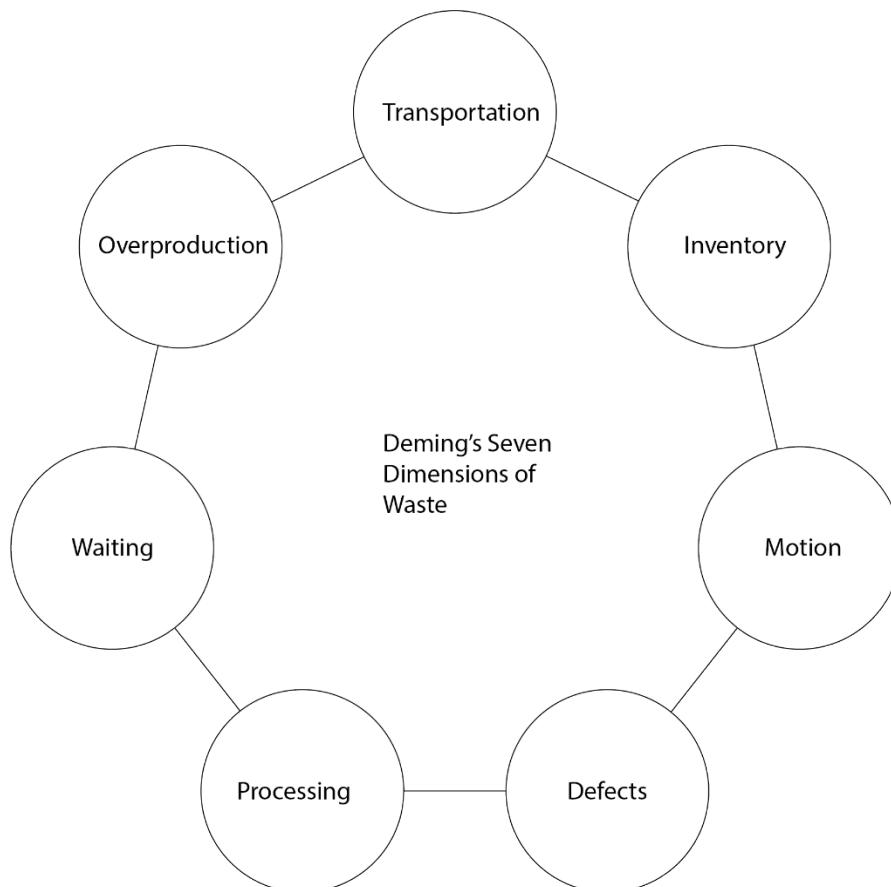 Transportation
Overproduction
Inventory
Deming’s Seven
Dimensions of
Waste
Waiting
Motion
Processing
Defects